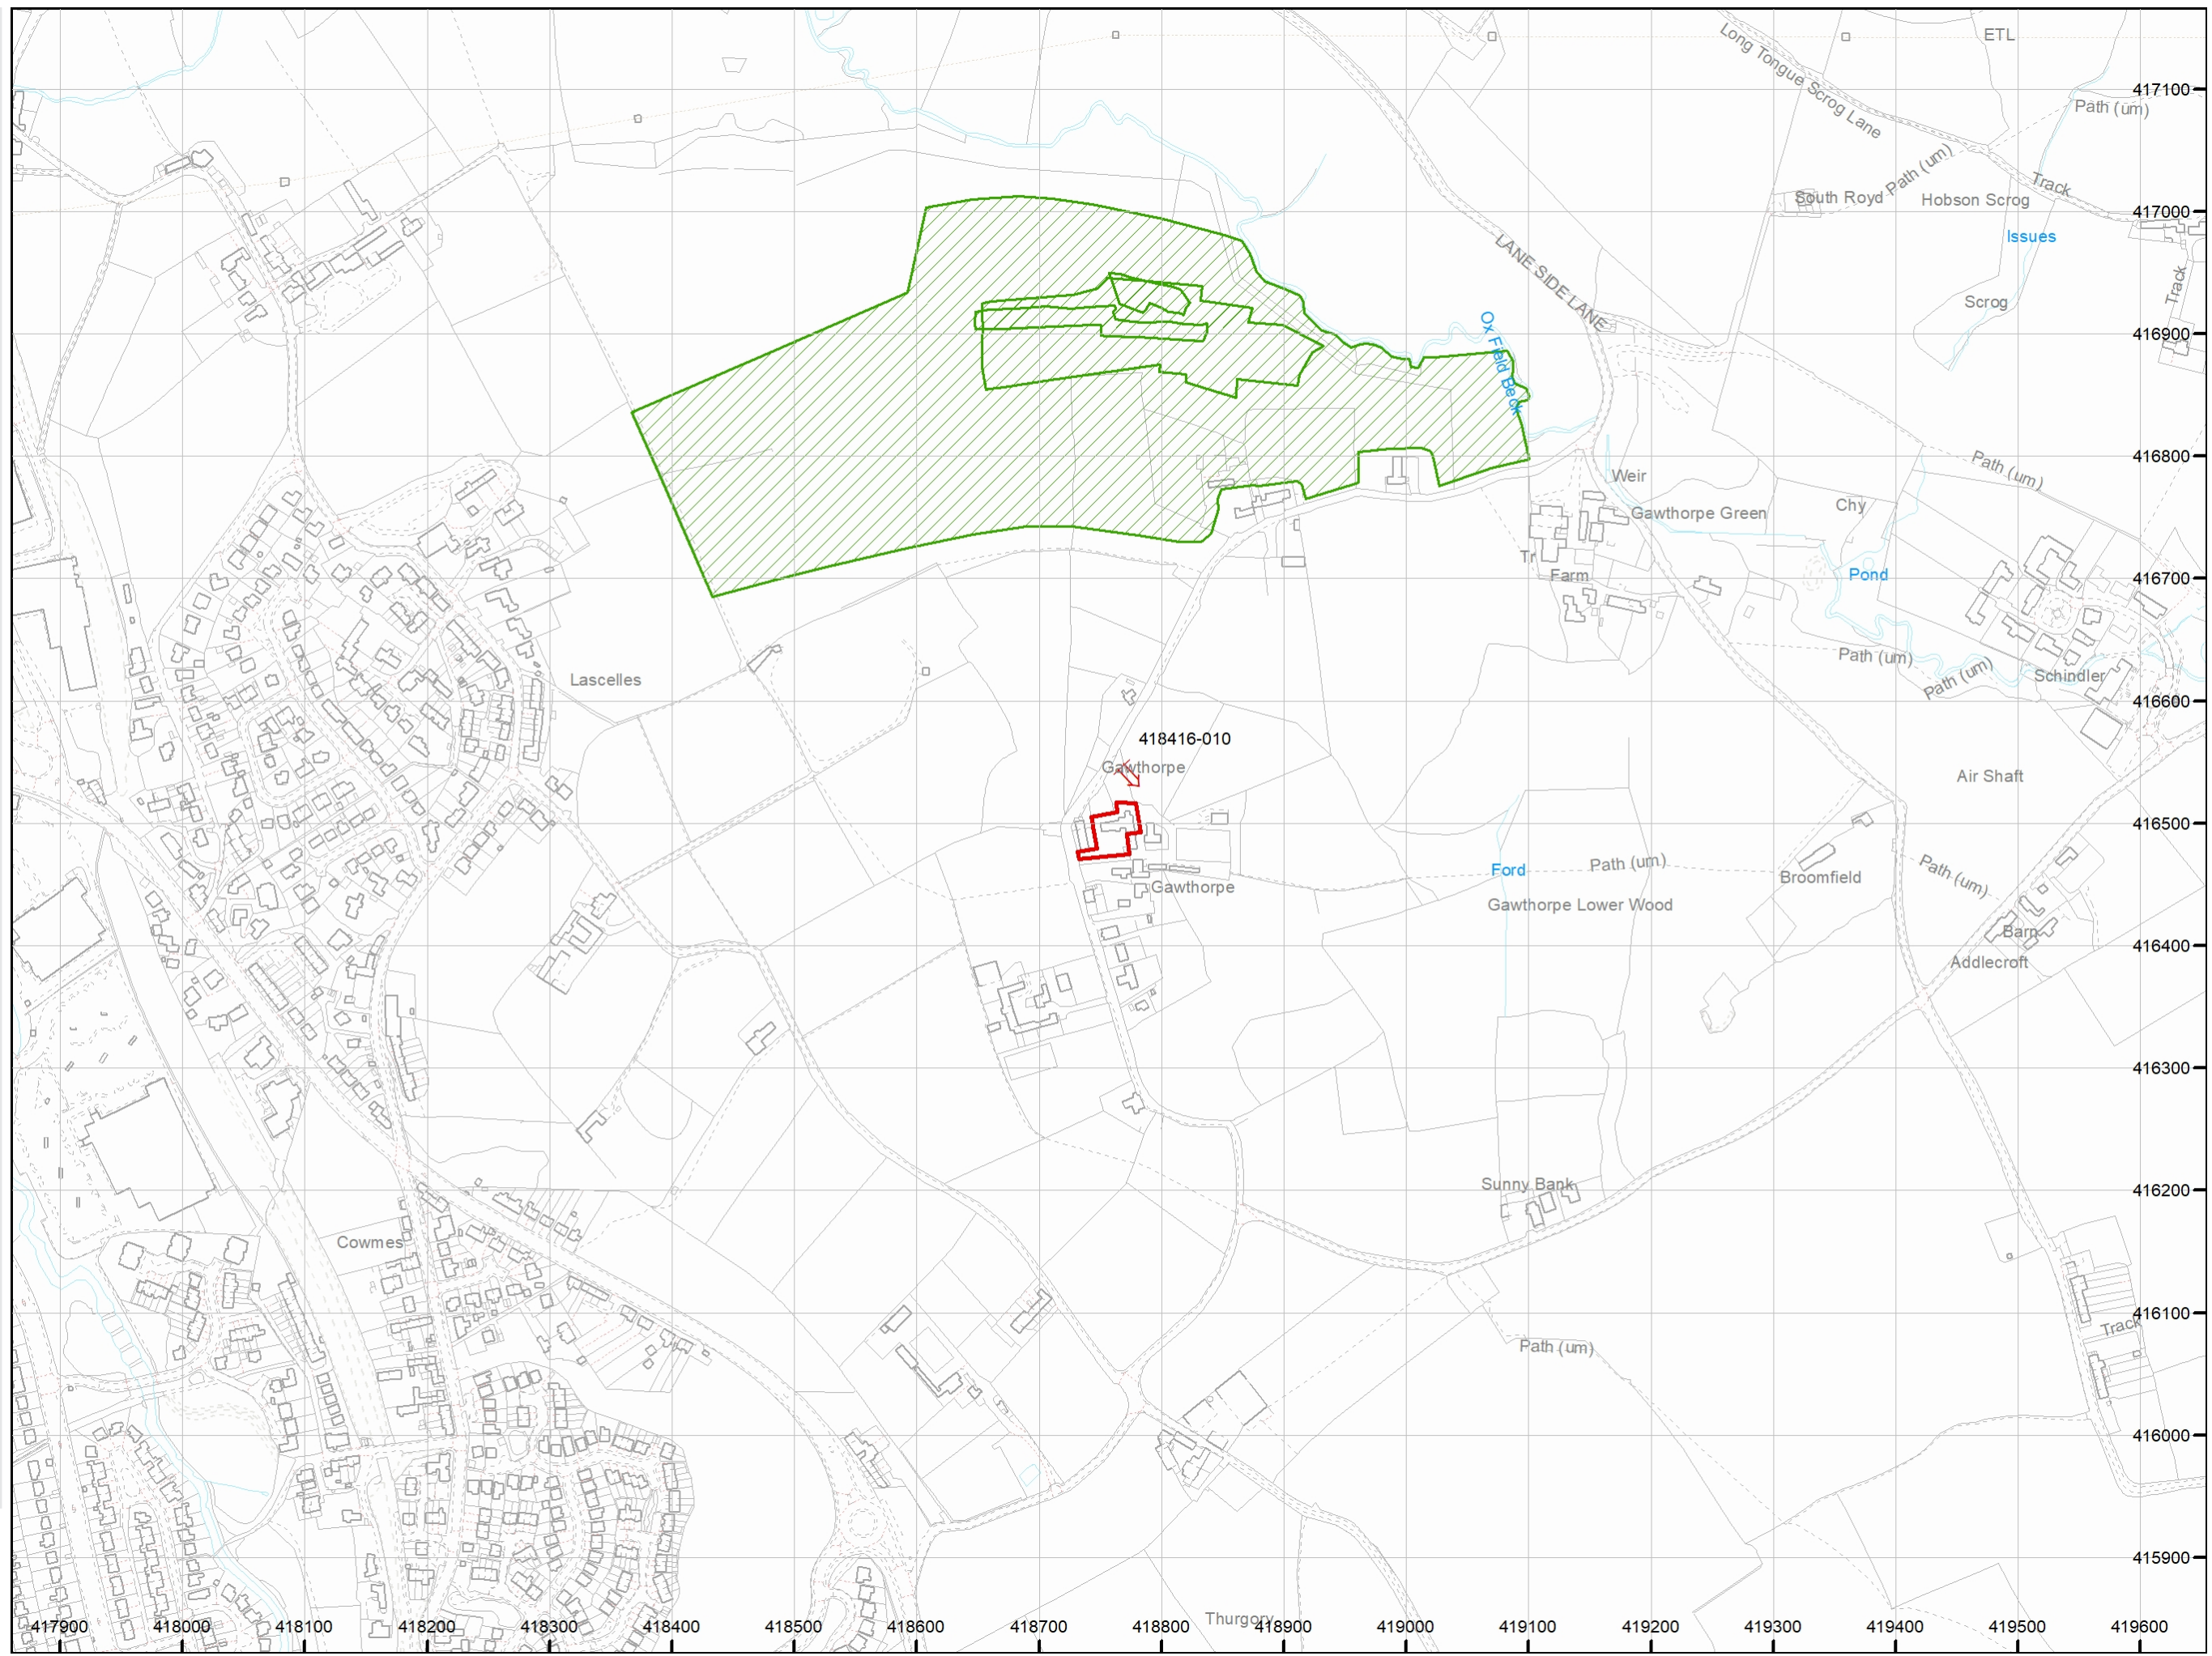 ETL
Long Tongue Scrog Lane
417100
Path (um)
Path (um)
Track
South Royd
Hobson Scrog
417000
Issues
LANE SIDE LANE
Track
Scrog
416900
Ox Field Beck
416800
Path (um)
Weir
Chy
Gawthorpe Green
Tr
Farm
Pond
416700
Path (um)
Path (um)
Schindler
Lascelles
416600
418416-010
Gawthorpe
Air Shaft
416500
Ford
Path (um)
Broomfield
Path (um)
Gawthorpe
Gawthorpe Lower Wood
Barn
416400
Addlecroft
416300
Sunny Bank
416200
Cowmes
416100
Track
Path (um)
416000
415900
Thurgory
417900 418000 418100 418200 418300 418400 418500 418600 418700 418800 418900 419000 419100 419200 419300 419400 419500 419600